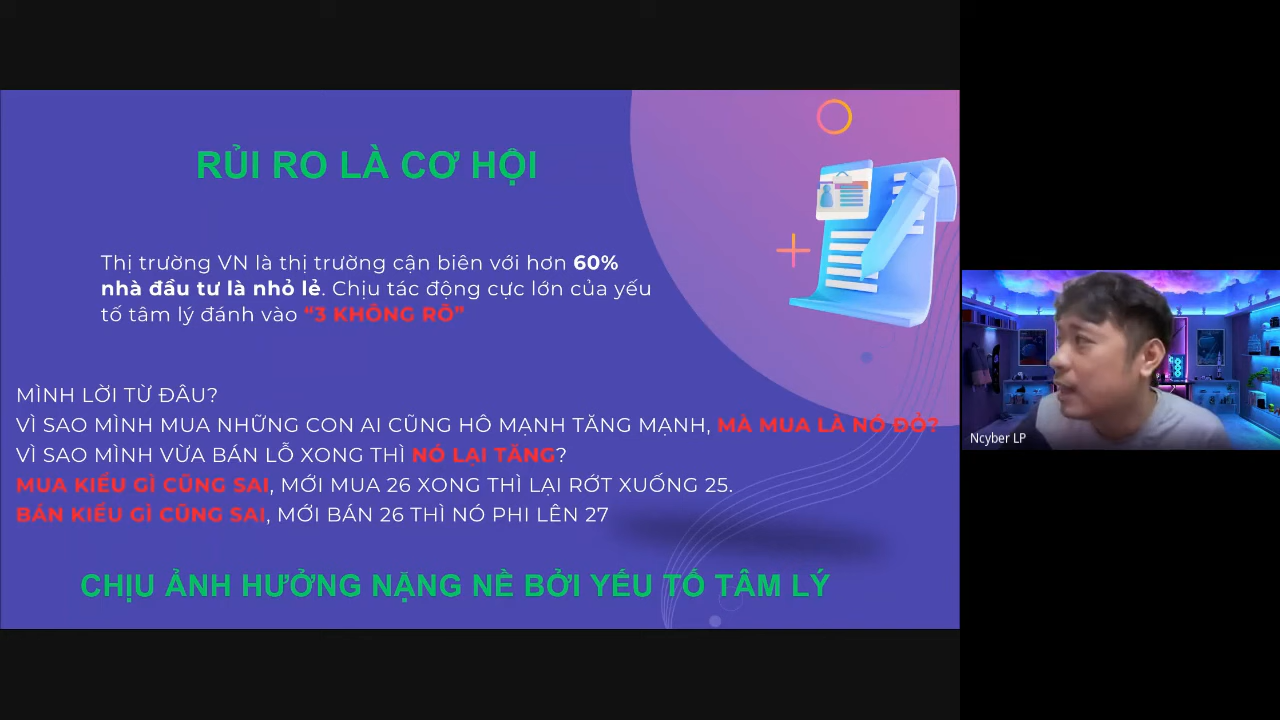 RỦI RO LÀ CƠ HỘI
Thị trường VN là thị trường cận biên với hơn 60%
nhà đầu tư là nhỏ lẻ. Chịu tác động cực lớn của yếu
tố tâm lý đánh vào “3 KHÔNG RÕ”
MÌNH LỜI TỪ ĐÂU?
VÌ SAO MÌNH MUA NHỮNG CON AI CŨNG HÔ MẠNH TĂNG MẠNH, MÀ MUA LÀ NÓ ĐỎ?
VÌ SAO MÌNH VỪA BÁN LỖ XONG THÌ NÓ LẠI TĂNG?
MUA KIỂU GÌ CŨNG SAI, MỚI MUA 26 XONG THÌ LẠI RỚT XUỐNG 25.
BÁN KIỂU GÌ CŨNG SAI, MỚI BÁN 26 THÌ NÓ PHI LÊN 27
CHỊU ẢNH HƯỞNG NẶNG NỀ BỞI YẾU TỐ TÂM LÝ
Ncyber LP